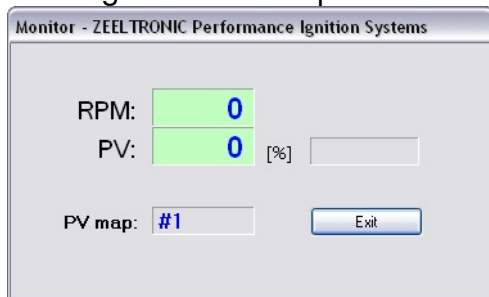 Monitor - ZEELTRONIC Performance Ignition Systems
RPM: 0
PV: 0 [%]
PV map: #1 Exit